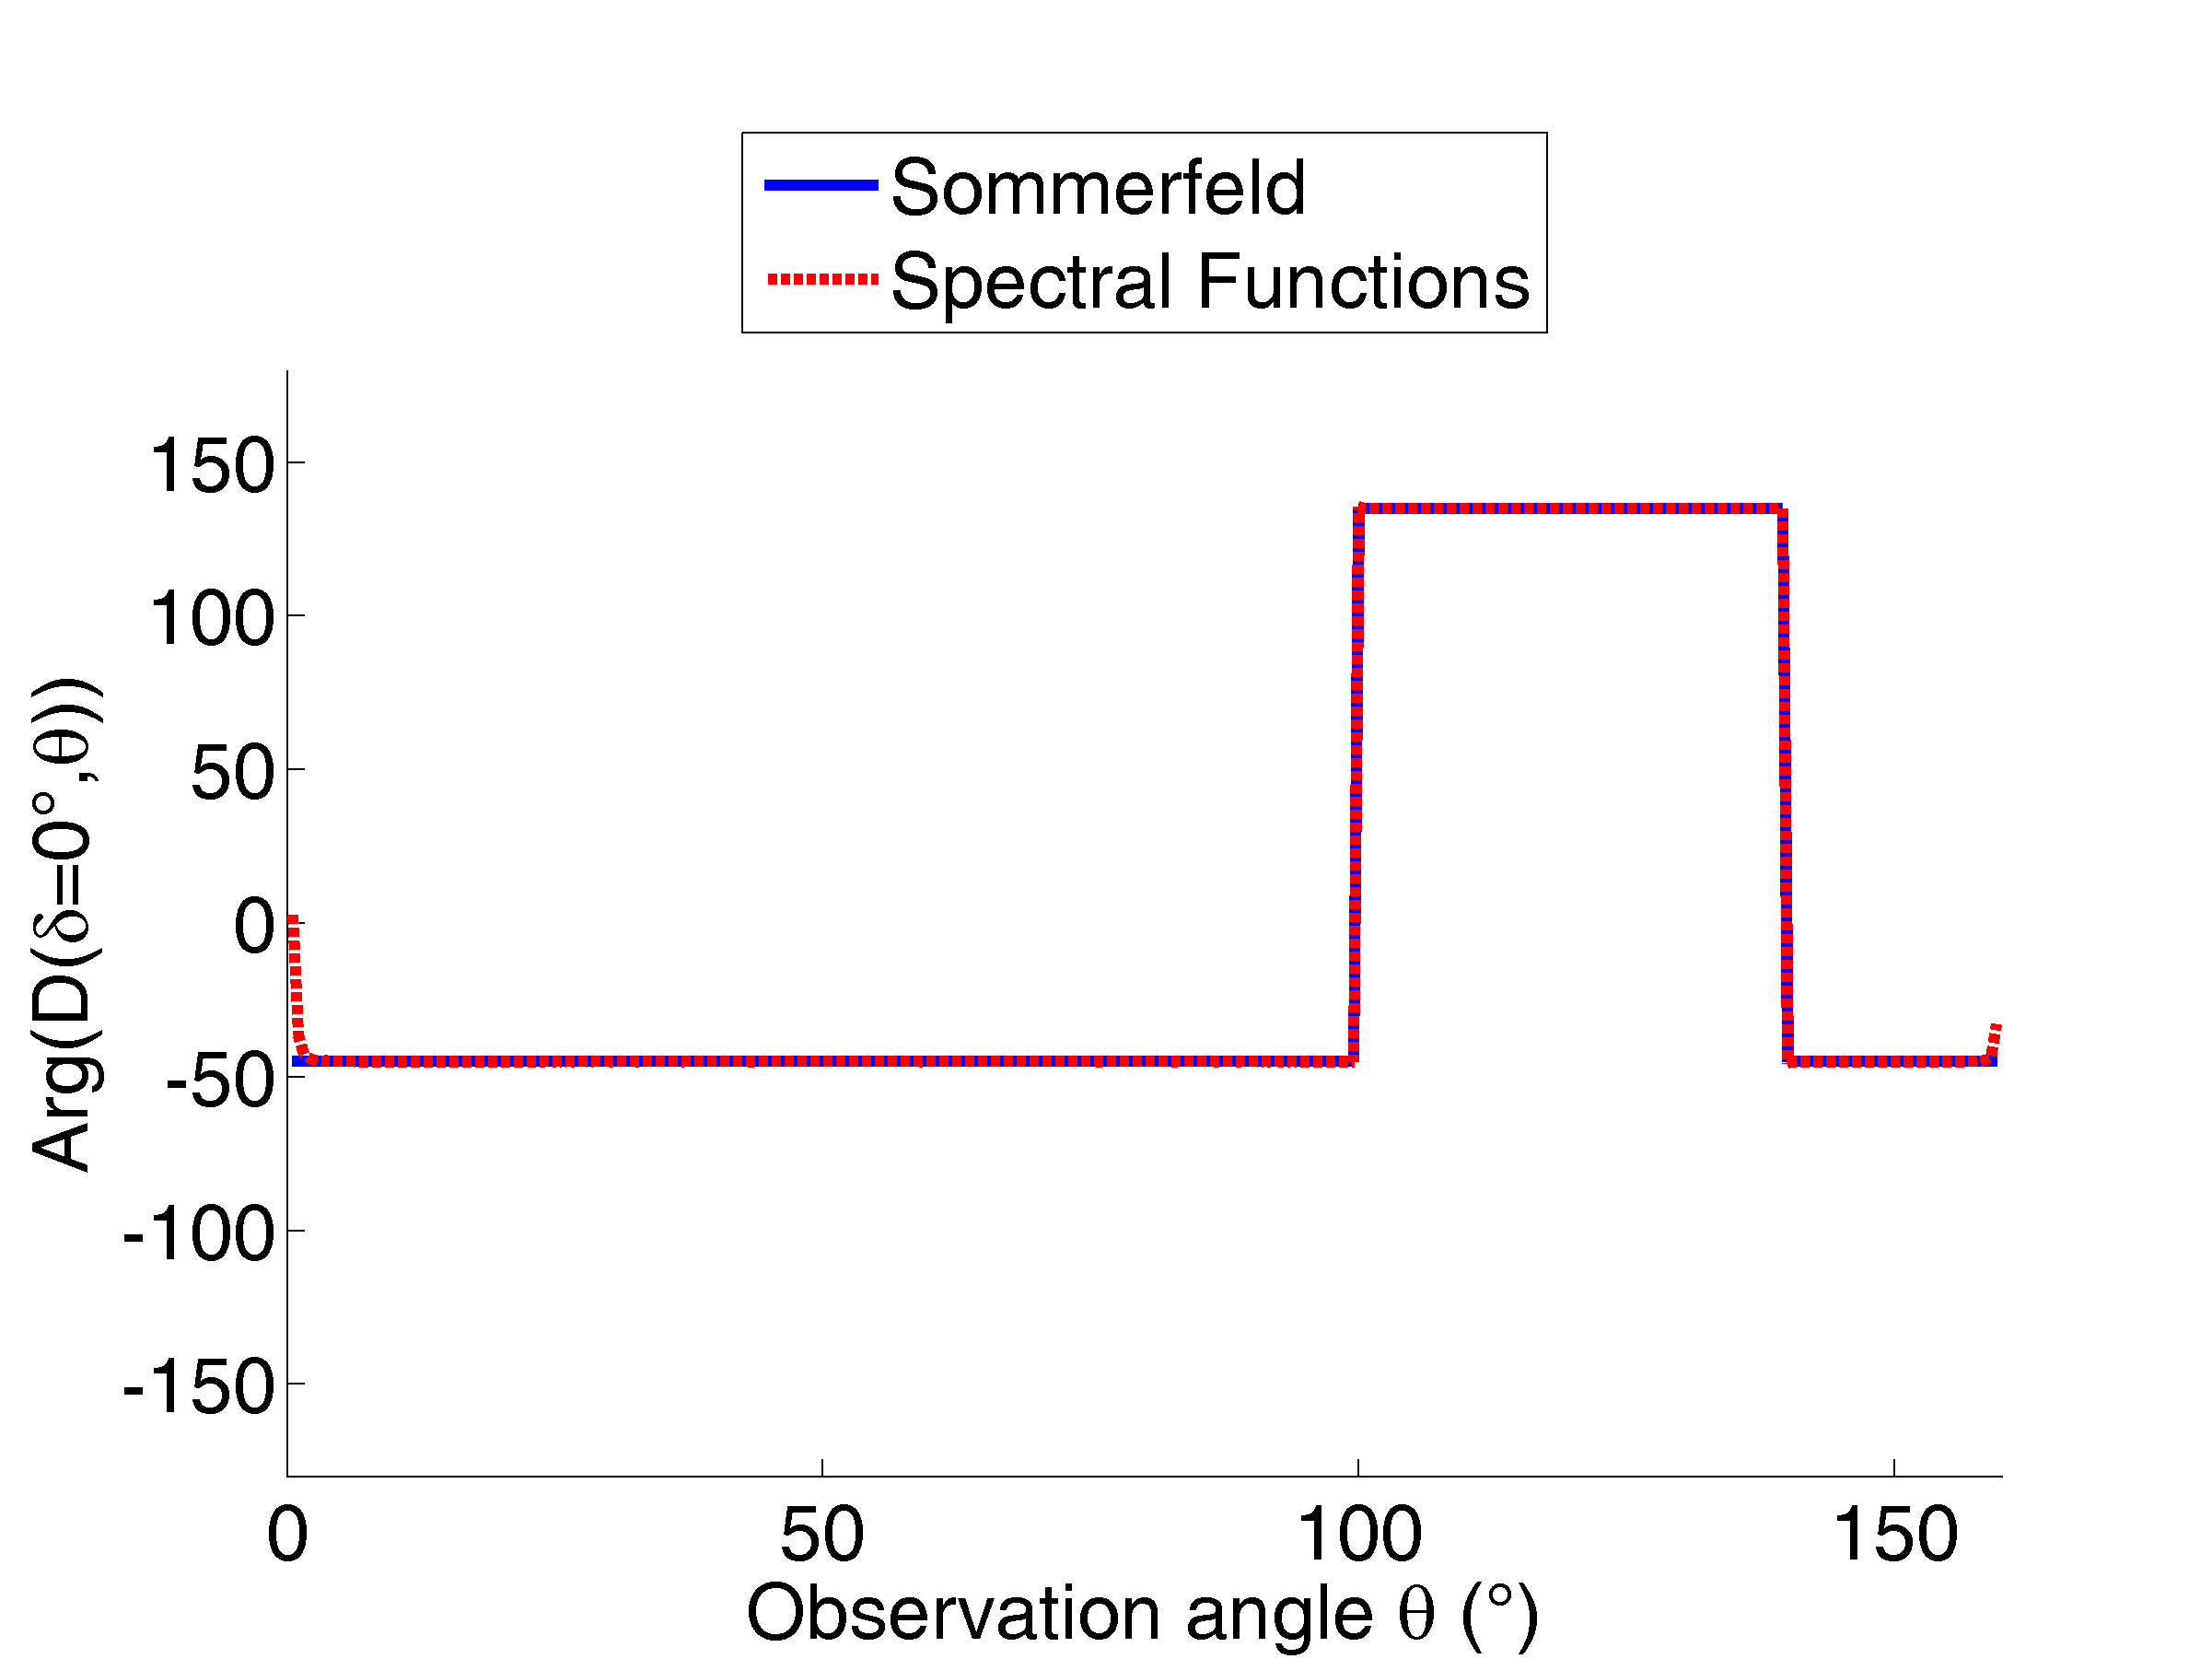 Sommerfeld
Spectral Functions
Arg(D(δ=0°,θ))
150
100
50
0
-50
-100
-150
0 50 100 150
Observation angle θ (°)